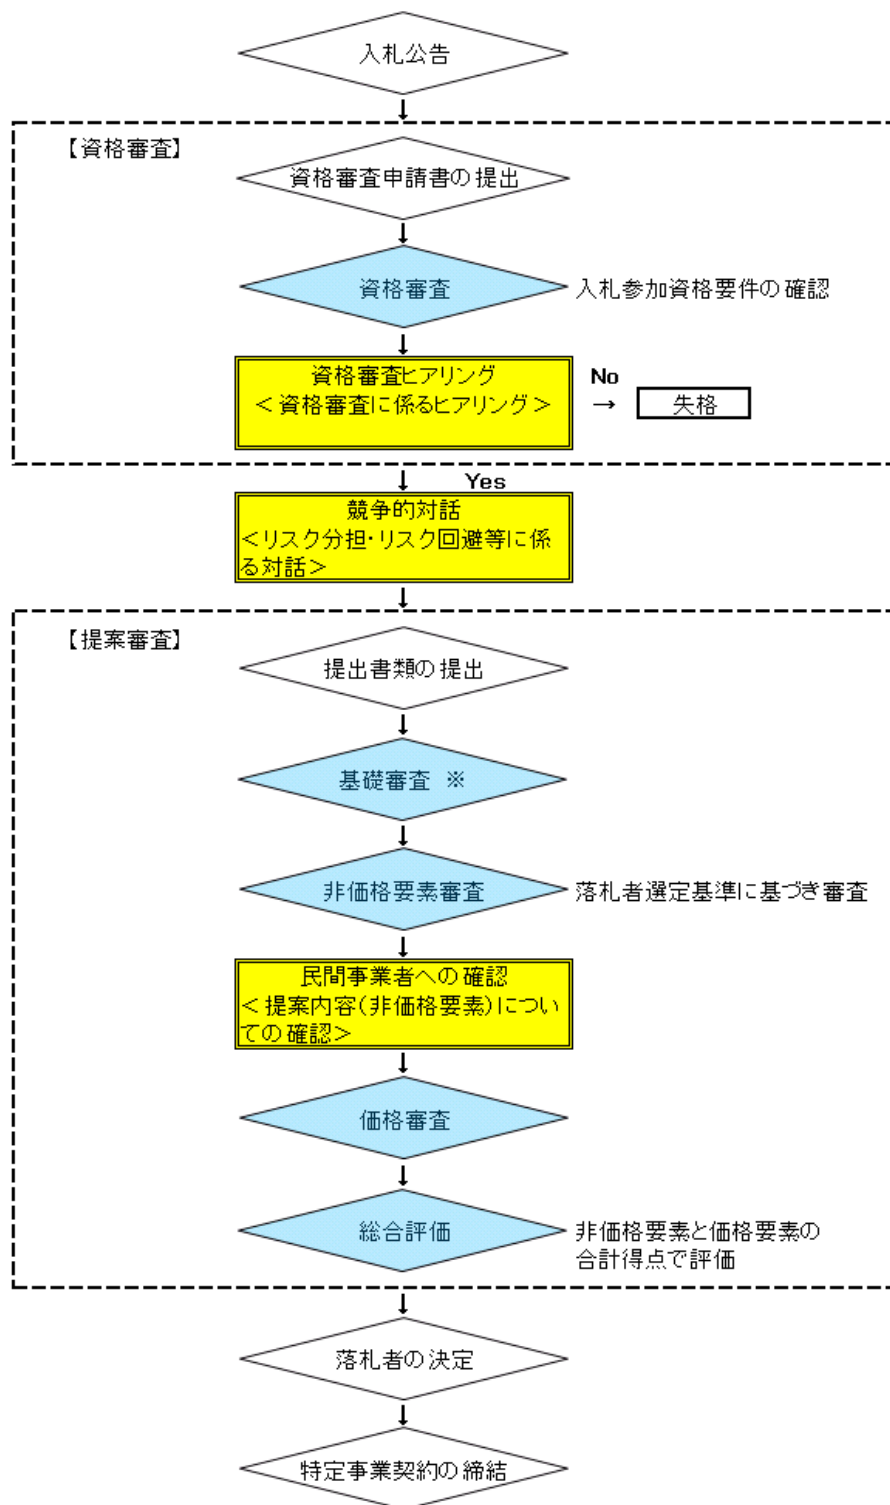 入札公告
【資格審査】
資格審査申請書の提出
資格審査
入札参加資格要件の確認
資格審査ヒアリング
＜資格審査に係るヒアリング＞
No
→
失格
Yes
競争的対話
＜リスク分担・リスク回避等に係
る対話＞
【提案審査】
提出書類の提出
基礎審査 ※
非価格要素審査
落札者選定基準に基づき審査
民間事業者への確認
＜提案内容（非価格要素）につい
ての確認＞
価格審査
総合評価
非価格要素と価格要素の
合計得点で評価
落札者の決定
特定事業契約の締結